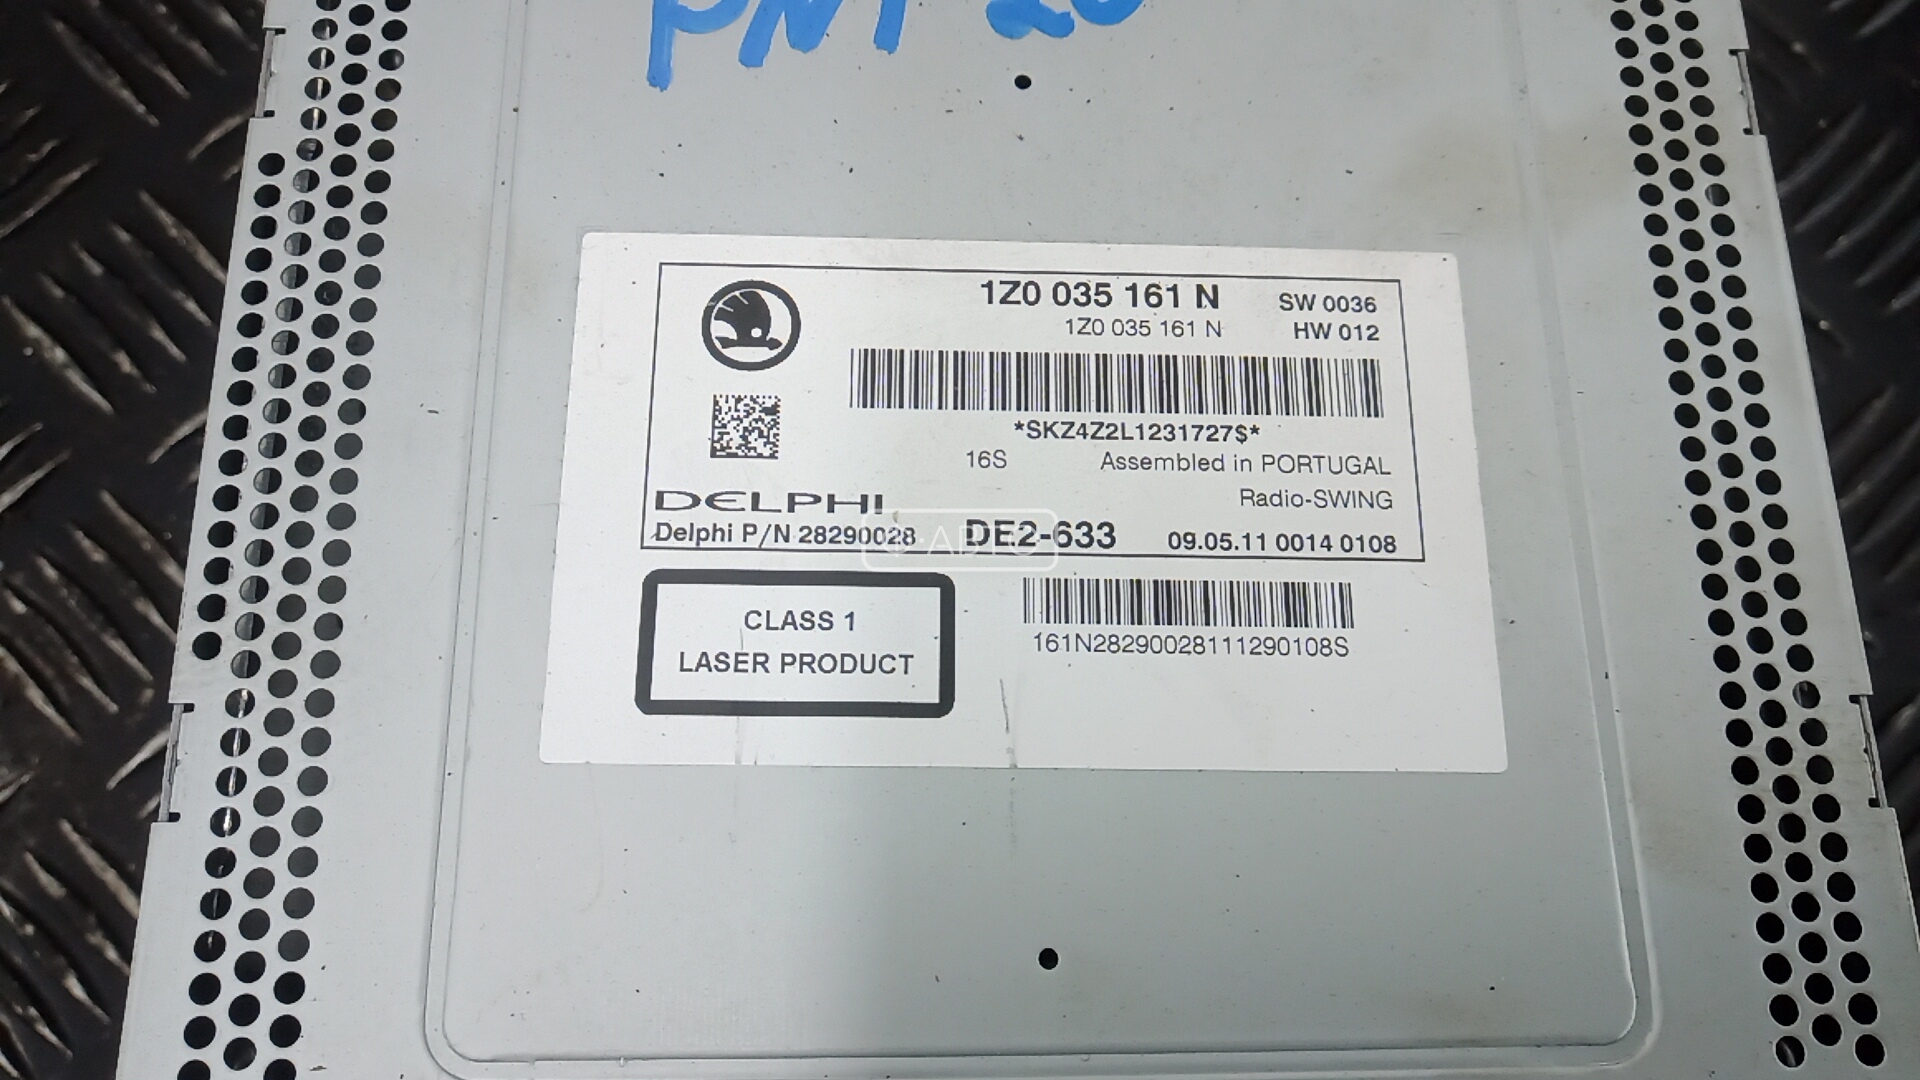 1Z0 035 161 N
SW 0036
1Z0 035 161 N
HW 012
*SKZ4Z2L1231727$*
16S
Assembled in PORTUGAL
Radio-SWING
DELPHI
Delphi P/N 28290028
DE2-633
09.05.11 0014 0108
CLASS 1
LASER PRODUCT
161N28290028111290108S